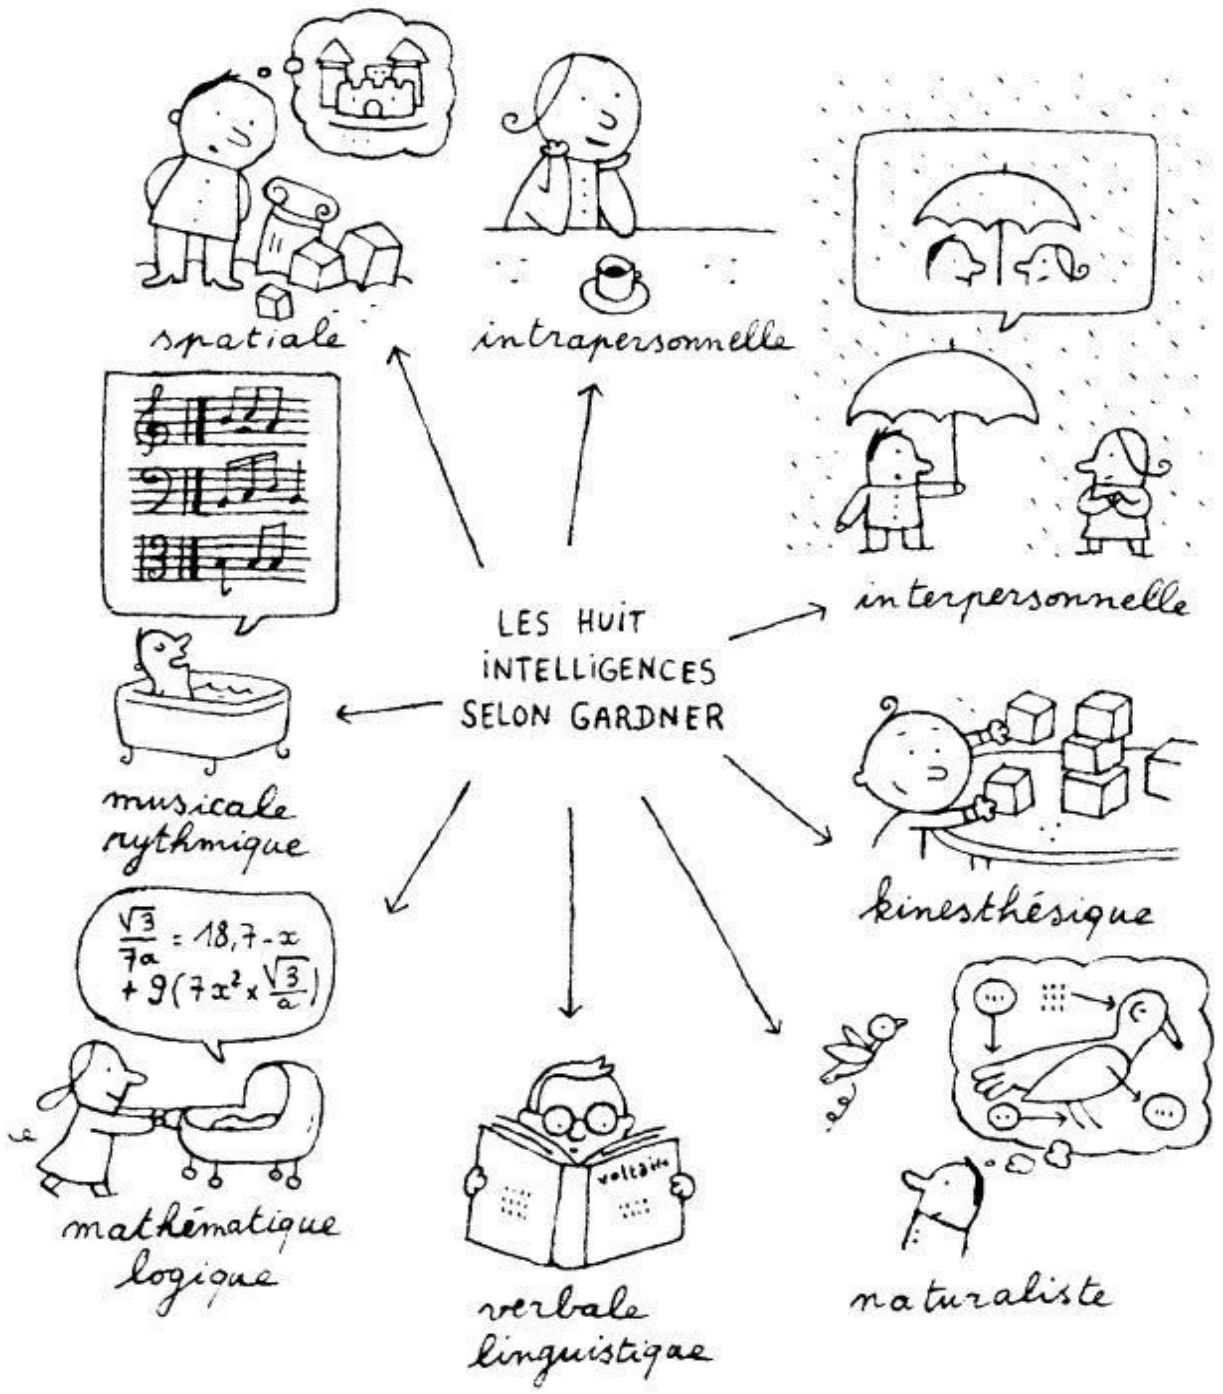 spatiale
intrapersonnelle
interpersonnelle
LES HUIT
INTELLIGENCES
SELON GARDNER
musicale
rythmique
kinesthésique
√3/7a = 18,7-x
+ 9(7x² × √3/a)
mathématique
logique
voltaire
verbale
linguistique
naturaliste